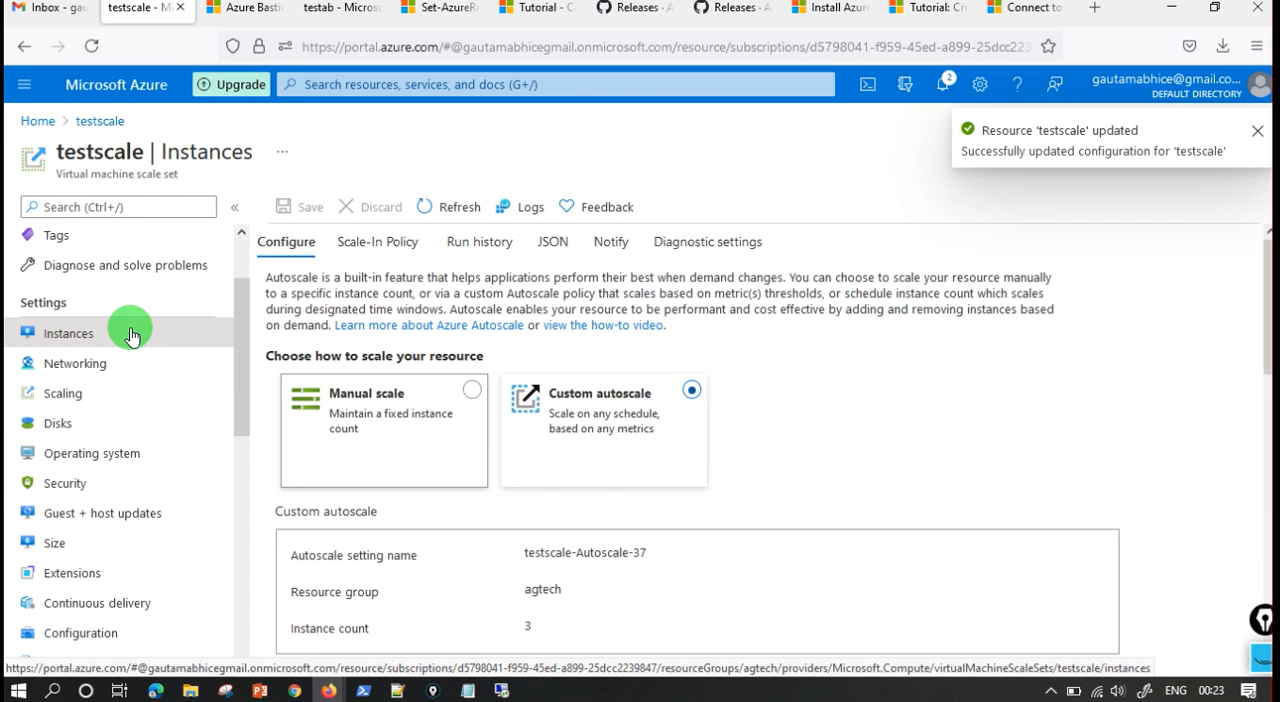 Inbox - gau
testscale - Mi
Azure Basti
testab - Micros
Set-AzureR
Tutorial - C
Releases -
Releases -
Install Azur
Tutorial: Cr
Connect to
https://portal.azure.com/#@gautamabhicegmail.onmicrosoft.com/resource/subscriptions/d5798041-f959-45ed-a899-25dcc223
Microsoft Azure
Upgrade
Search resources, services, and docs (G+/)
2
gautamabhice@gmail.co...
DEFAULT DIRECTORY
Home > testscale
Resource 'testscale' updated
Successfully updated configuration for 'testscale'
testscale | Instances ...
Virtual machine scale set
Search (Ctrl+/)
«
Save
Discard
Refresh
Logs
Feedback
Tags
Diagnose and solve problems
Settings
Instances
Networking
Scaling
Disks
Operating system
Security
Guest + host updates
Size
Extensions
Continuous delivery
Configuration
Configure
Scale-In Policy
Run history
JSON
Notify
Diagnostic settings
Autoscale is a built-in feature that helps applications perform their best when demand changes. You can choose to scale your resource manually
to a specific instance count, or via a custom Autoscale policy that scales based on metric(s) thresholds, or schedule instance count which scales
during designated time windows. Autoscale enables your resource to be performant and cost effective by adding and removing instances based
on demand. Learn more about Azure Autoscale or view the how-to video.
Choose how to scale your resource
Manual scale
Maintain a fixed instance
count
Custom autoscale
Scale on any schedule,
based on any metrics
Custom autoscale
Autoscale setting name
testscale-Autoscale-37
Resource group
agtech
Instance count
3
https://portal.azure.com/#@gautamabhicegmail.onmicrosoft.com/resource/subscriptions/d5798041-f959-45ed-a899-25dcc2239847/resourceGroups/agtech/providers/Microsoft.Compute/virtualMachineScaleSets/testscale/instances
ENG
00:23